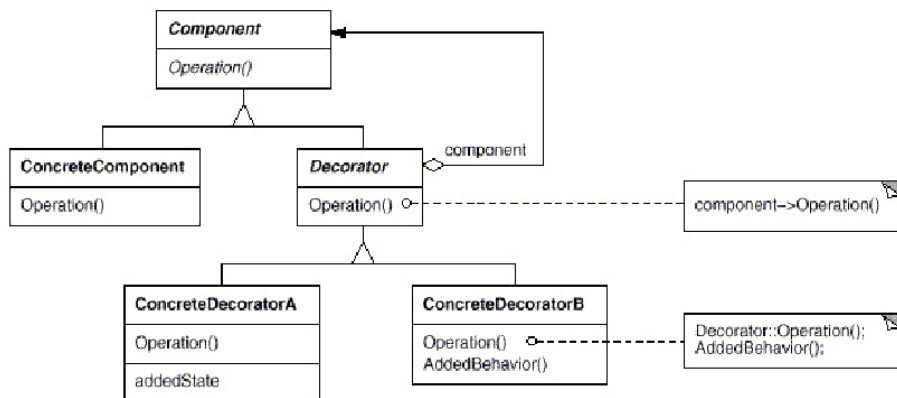 Component
Operation()
component
ConcreteComponent
Operation()
Decorator
Operation()
component->Operation()
ConcreteDecoratorA
Operation()
addedState
ConcreteDecoratorB
Operation()
AddedBehavior()
Decorator::Operation();
AddedBehavior();